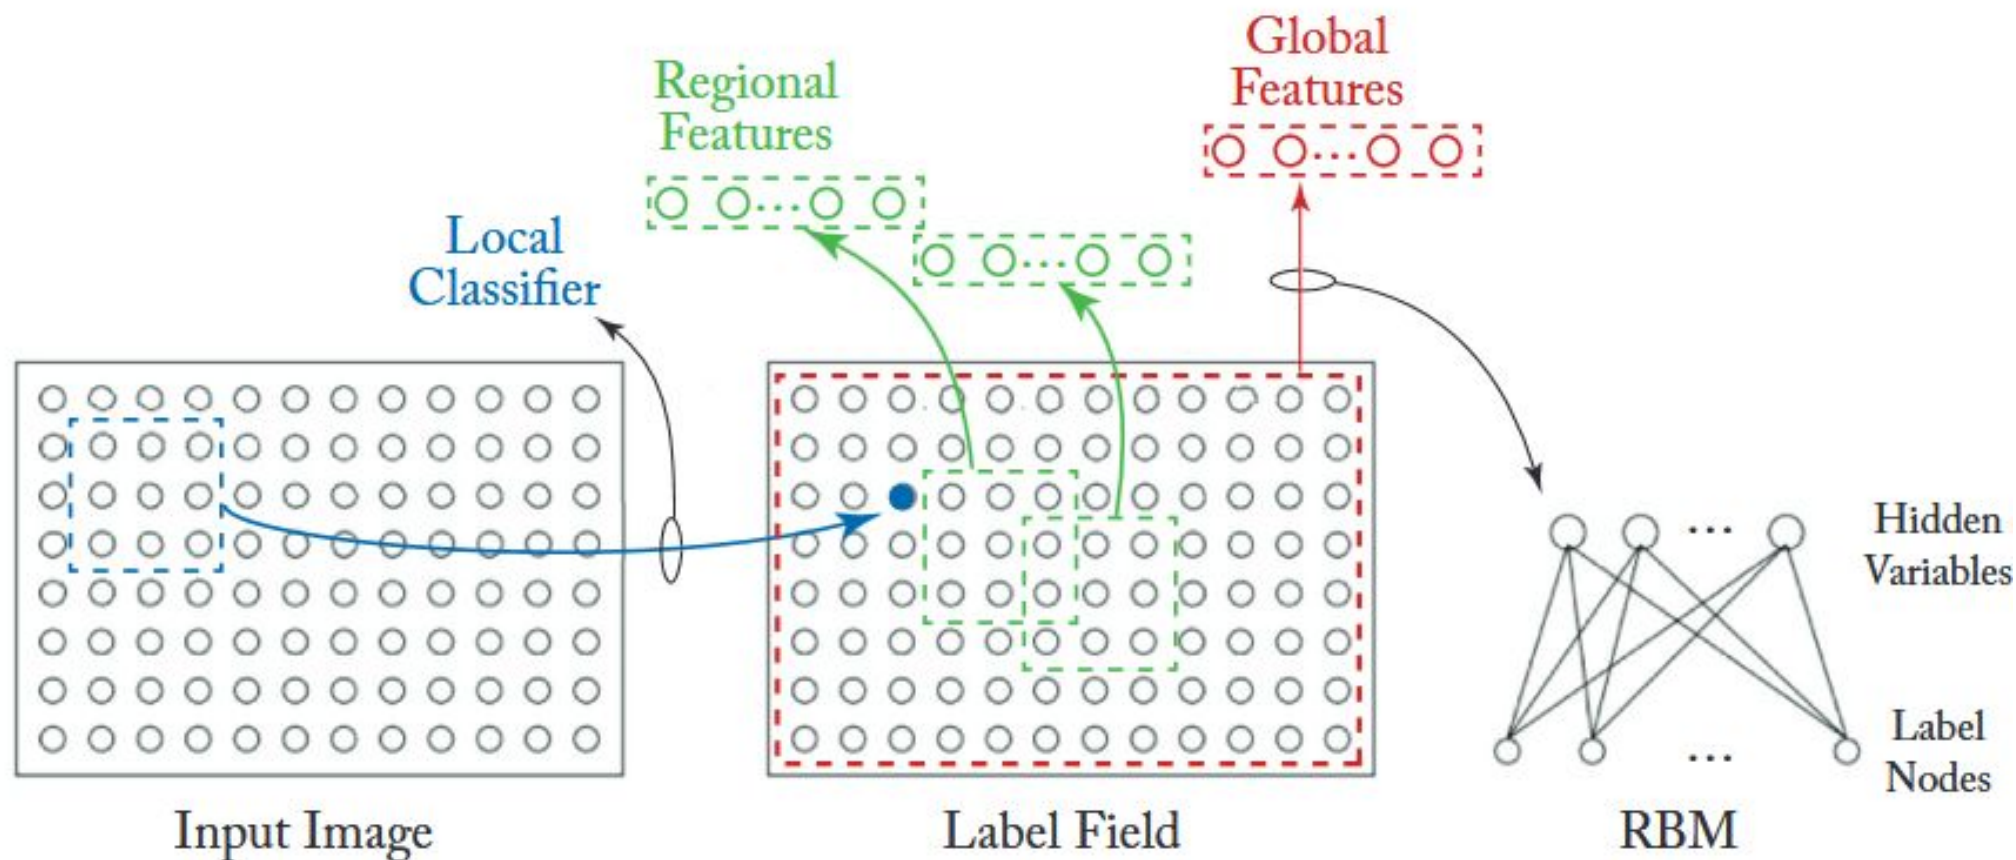 Global
Features
Regional
Features
Local
Classifier
Hidden
Variables
Label
Nodes
Input Image
Label Field
RBM